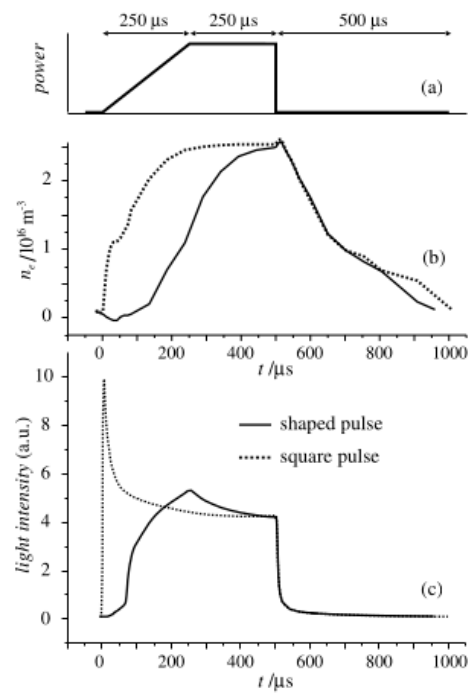 250 μs 250 μs 500 μs
power
(a)
2
1
0
n_e /10^16 m^-3
(b)
0 200 400 600 800 1000
t /μs
10
8
6
4
2
0
light intensity (a.u.)
shaped pulse
square pulse
(c)
0 200 400 600 800 1000
t /μs